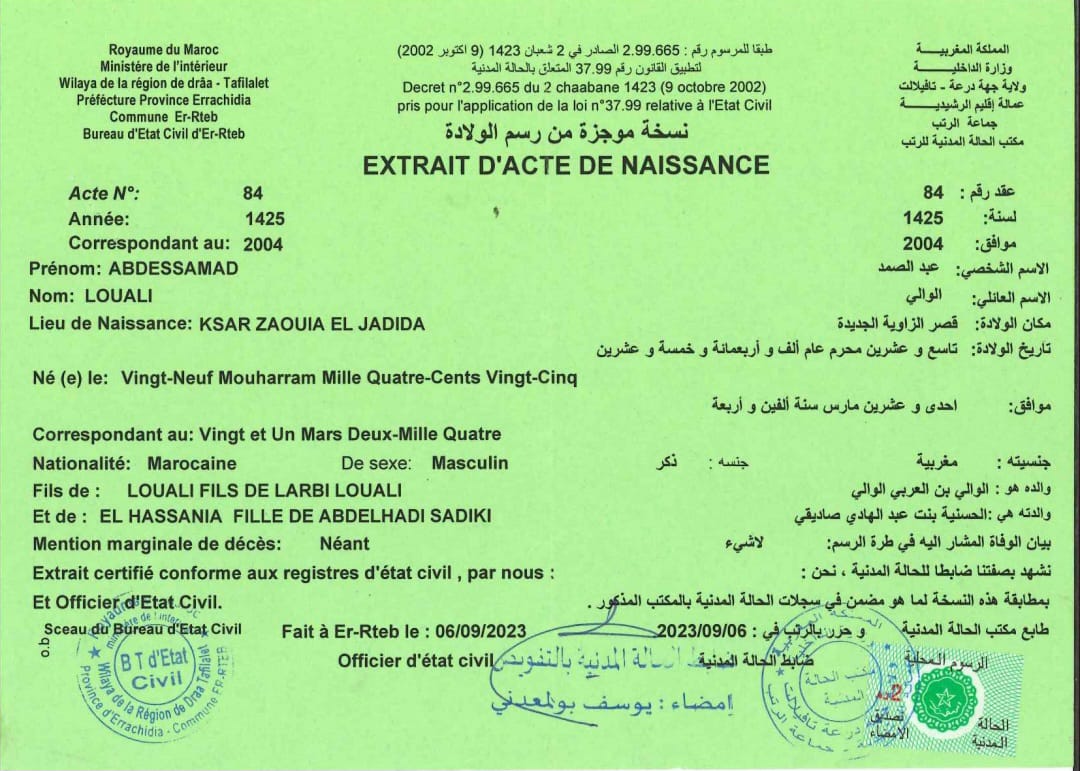 Royaume du Maroc
Ministére de l'intérieur
Wilaya de la région de drâa - Tafilalet
Préfécture Province Errachidia
Commune Er-Rteb
Bureau d'Etat Civil d'Er-Rteb
طبقا للمرسوم رقم : 2.99.665 الصادر في 2 شعبان 1423 (9 اكتوبر 2002)
لتطبيق القانون رقم 37.99 المتعلق بالحالة المدنية
Decret n°2.99.665 du 2 chaabane 1423 (9 octobre 2002)
pris pour l'application de la loi n°37.99 relative à l'Etat Civil
نسخة موجزة من رسم الولادة
EXTRAIT D'ACTE DE NAISSANCE
المملكة المغربية
وزارة الداخلية
ولاية جهة درعة - تافيلالت
عمالة إقليم الرشيدية
جماعة الرتب
مكتب الحالة المدنية للرتب
Acte N°: 84
عقد رقم : 84
Année: 1425
لسنة: 1425
Correspondant au: 2004
موافق: 2004
Prénom: ABDESSAMAD
الاسم الشخصي: عبد الصمد
Nom: LOUALI
الاسم العائلي: الوالي
Lieu de Naissance: KSAR ZAOUIA EL JADIDA
مكان الولادة: قصر الزاوية الجديدة
تاريخ الولادة: تاسع و عشرين محرم عام ألف و أربعمائة و خمسة و عشرين
Né (e) le: Vingt-Neuf Mouharram Mille Quatre-Cents Vingt-Cinq
موافق: احدى و عشرين مارس سنة ألفين و أربعة
Correspondant au: Vingt et Un Mars Deux-Mille Quatre
Nationalité: Marocaine De sexe: Masculin
جنسيته : مغربية جنسه : ذكر
Fils de : LOUALI FILS DE LARBI LOUALI
والده هو : الوالي بن العربي الوالي
Et de : EL HASSANIA FILLE DE ABDELHADI SADIKI
والدته هي :الحسنية بنت عبد الهادي صاديقي
Mention marginale de décès: Néant
بيان الوفاة المشار اليه في طرة الرسم: لاشيء
Extrait certifié conforme aux registres d'état civil , par nous :
نشهد بصفتنا ضابطا للحالة المدنية ، نحن :
Et Officier d'Etat Civil.
بمطابقة هذه النسخة لما هو مضمن في سجلات الحالة المدنية بالمكتب المذكور .
Sceau du Bureau d'Etat Civil
Fait à Er-Rteb le : 06/09/2023
طابع مكتب الحالة المدنية و حرر بالرتب في : 2023/09/06
Officier d'état civil
ضابط الحالة المدنية
o.b
ضابط الحالة المدنية بالتفويض
إمضاء : يوسف بولمعدني
B T d'Etat
Civil
Wilaya de la Région de Draa Tafilalet
Province d'Errachidia - Commune ER-RTEB
المملكة المغربية
مكتب الحالة
المدنية
جماعة الرتب
الرسوم المحلية
تصديق
الامضاء
الحالة
المدنية